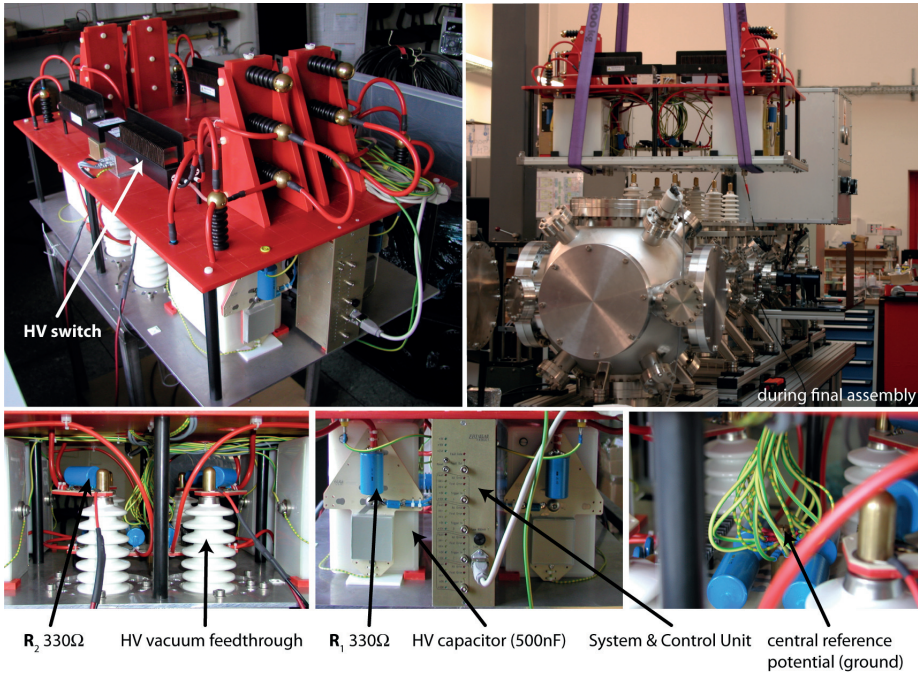 HV switch
during final assembly
R₂ 330Ω
HV vacuum feedthrough
R₁ 330Ω
HV capacitor (500nF)
System & Control Unit
central reference
potential (ground)